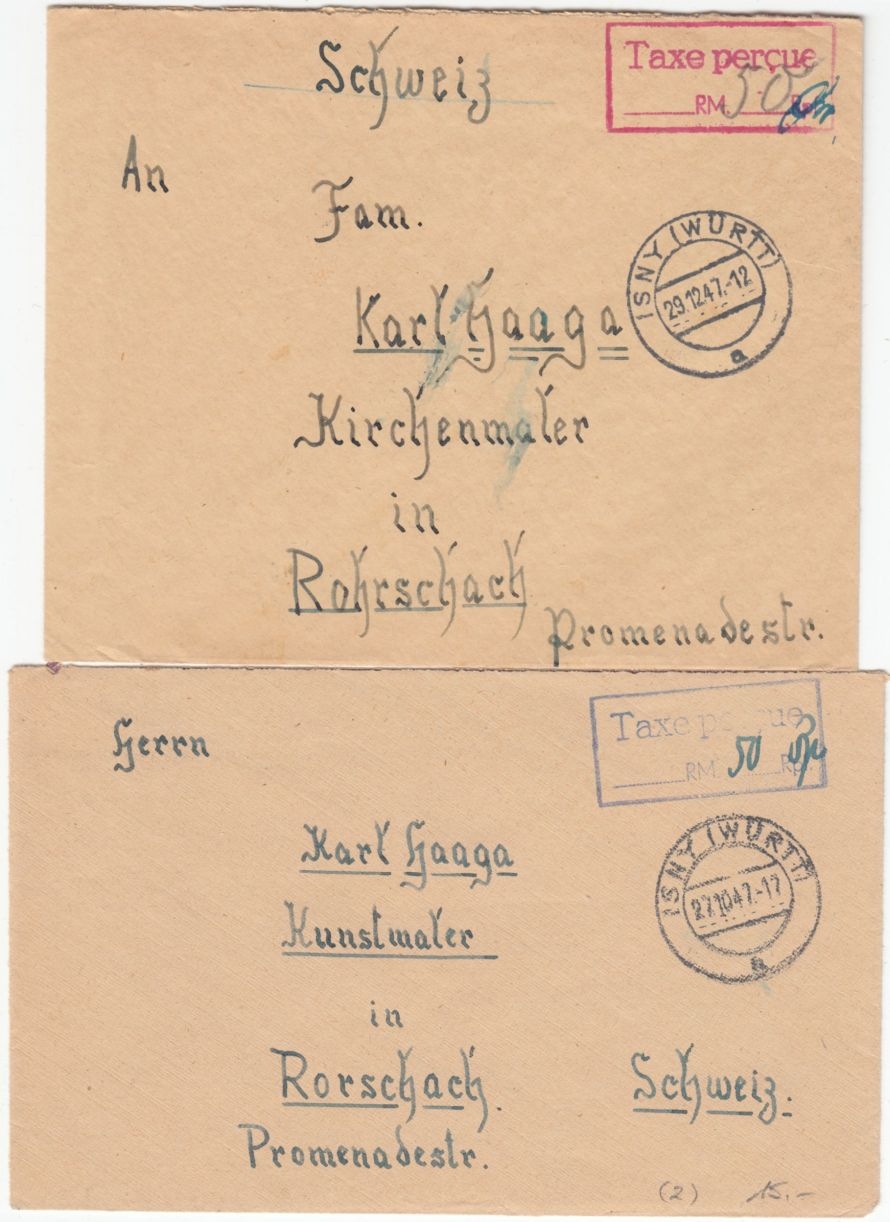 Schweiz
Taxe perçue
RM. 50 Rp.
An
Fam.
ISNY (WÜRTT)
29.12.47.-12
a
Karl Haaga
Kirchenmaler
in
Rohrschach
Promenadestr.
Herrn
Taxe perçue
RM. 50 Rp.
ISNY (WÜRTT)
27.10.47.-17
a
Karl Haaga
Kunstmaler
in
Rorschach.
Schweiz.
Promenadestr.
(2) 15.-